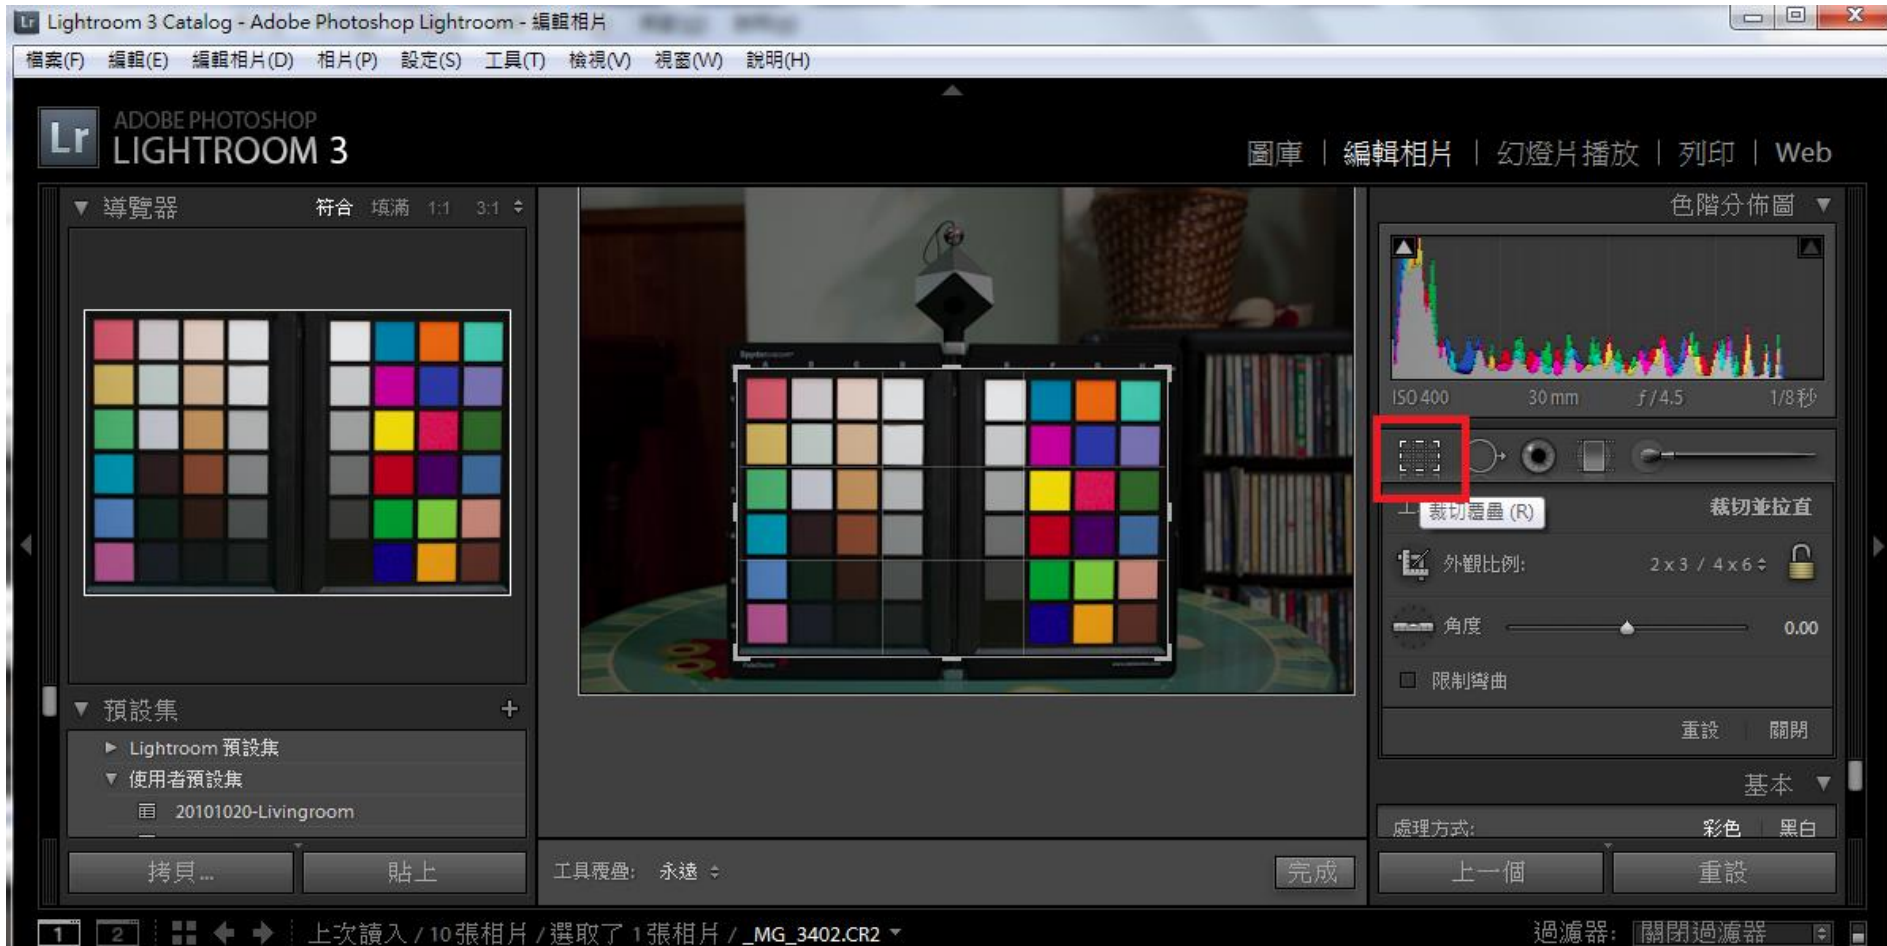 Lightroom 3 Catalog - Adobe Photoshop Lightroom - 編輯相片
檔案(F) 編輯(E) 編輯相片(D) 相片(P) 設定(S) 工具(T) 檢視(V) 視窗(W) 說明(H)
Lr
ADOBE PHOTOSHOP
LIGHTROOM 3
圖庫 | 編輯相片 | 幻燈片播放 | 列印 | Web
導覽器 符合 填滿 1:1 3:1
色階分佈圖
ISO 400 30 mm f / 4.5 1/8 秒
裁切覆疊 (R)
裁切並拉直
外觀比例: 2 x 3 / 4 x 6
角度 0.00
限制彎曲
重設 關閉
基本
處理方式: 彩色 黑白
預設集
Lightroom 預設集
使用者預設集
20101020-Livingroom
拷貝... 貼上
工具覆疊: 永遠
完成
上一個 重設
1 2 上次讀入 / 10 張相片 / 選取了 1 張相片 / _MG_3402.CR2
過濾器: 關閉過濾器